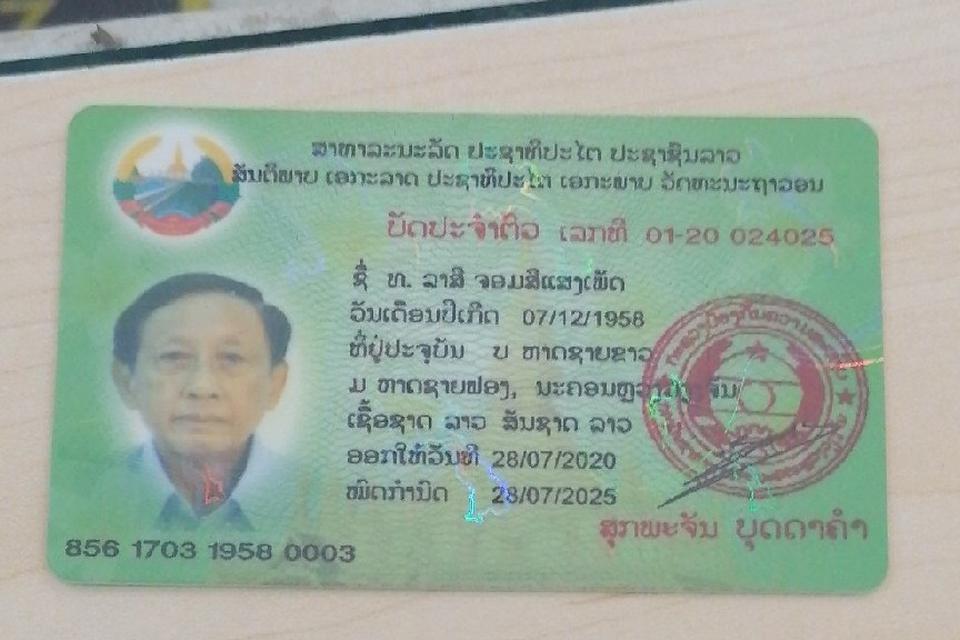 ສາທາລະນະລັດ ປະຊາທິປະໄຕ ປະຊາຊົນລາວ
ສັນຕິພາບ ເອກະລາດ ປະຊາທິປະໄຕ ເອກະພາບ ວັດທະນະຖາວອນ
ບັດປະຈຳຕົວ ເລກທີ 01-20 024025
ຊື່ ທ. ລາສີ ຈອມສີແສງເພັດ
ວັນເດືອນປີເກີດ 07/12/1958
ທີ່ຢູ່ປະຈຸບັນ ບ ຫາດຊາຍຂາວ
ມ ຫາດຊາຍຟອງ, ນະຄອນຫຼວງວຽງຈັນ
ເຊື້ອຊາດ ລາວ ສັນຊາດ ລາວ
ອອກໃຫ້ວັນທີ 28/07/2020
ໝົດກຳນົດ 28/07/2025
ສຸກພະຈັນ ບຸດດາຄຳ
856 1703 1958 0003